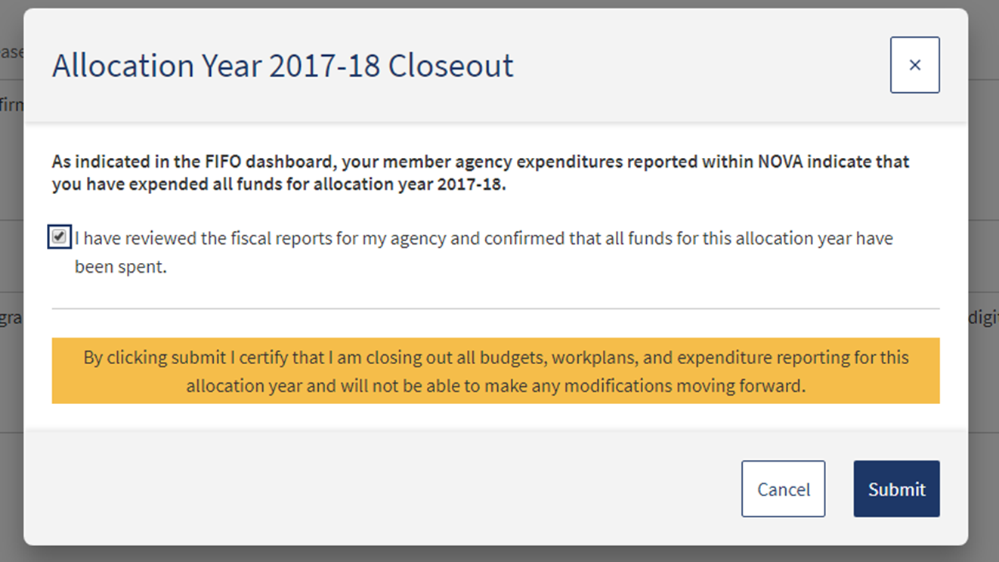 Allocation Year 2017-18 Closeout
×
As indicated in the FIFO dashboard, your member agency expenditures reported within NOVA indicate that
you have expended all funds for allocation year 2017-18.
I have reviewed the fiscal reports for my agency and confirmed that all funds for this allocation year have
been spent.
By clicking submit I certify that I am closing out all budgets, workplans, and expenditure reporting for this
allocation year and will not be able to make any modifications moving forward.
Cancel
Submit